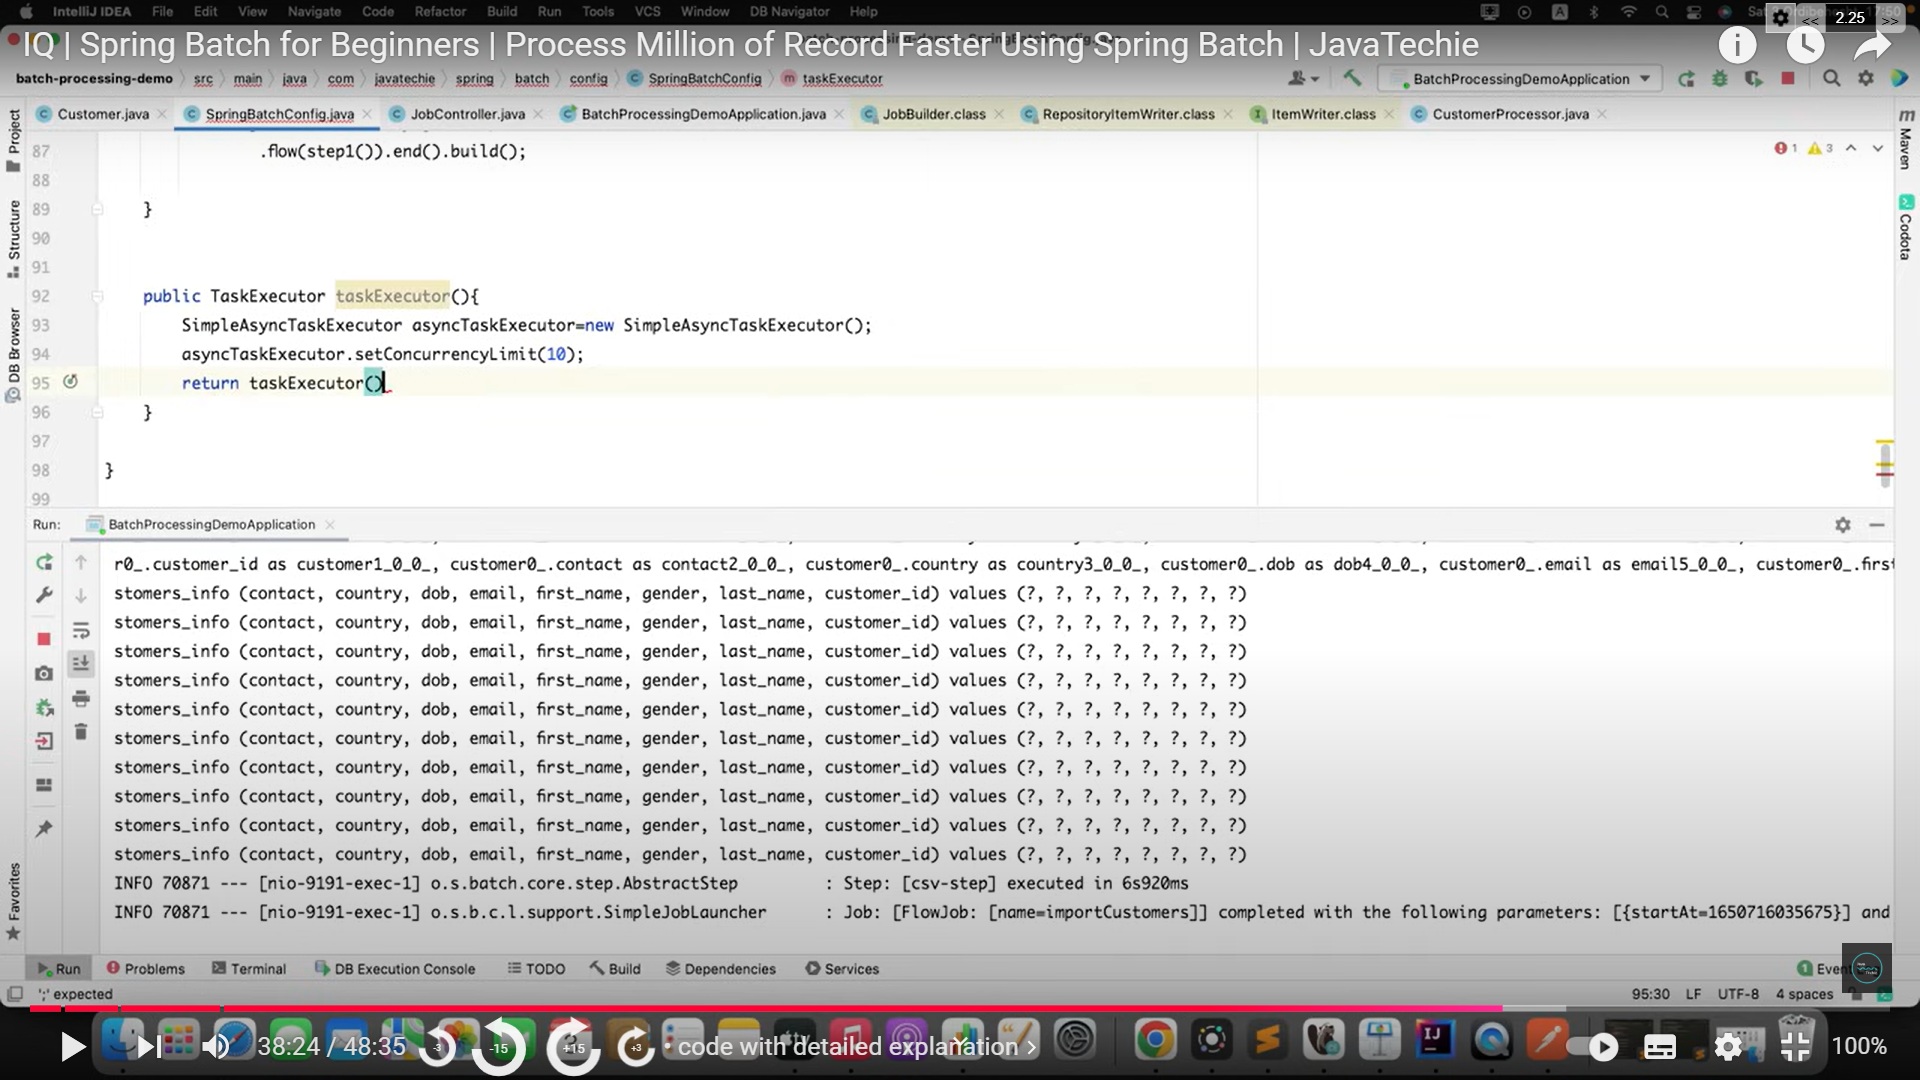 IntelliJ IDEA File Edit View Navigate Code Refactor Build Run Tools VCS Window DB Navigator Help
2.25
IQ | Spring Batch for Beginners | Process Million of Record Faster Using Spring Batch | JavaTechie
batch-processing-demo src main java com javatechie spring batch config SpringBatchConfig taskExecutor BatchProcessingDemoApplication
Customer.java SpringBatchConfig.java JobController.java BatchProcessingDemoApplication.java JobBuilder.class RepositoryItemWriter.class ItemWriter.class CustomerProcessor.java
Project
Structure
DB Browser
Favorites
Maven
Codota
1 3
87 .flow(step1()).end().build();
88
89 }
90
91
92 public TaskExecutor taskExecutor(){
93 SimpleAsyncTaskExecutor asyncTaskExecutor=new SimpleAsyncTaskExecutor();
94 asyncTaskExecutor.setConcurrencyLimit(10);
95 return taskExecutor()
96 }
97
98 }
99
Run: BatchProcessingDemoApplication
r0_.customer_id as customer1_0_0_, customer0_.contact as contact2_0_0_, customer0_.country as country3_0_0_, customer0_.dob as dob4_0_0_, customer0_.email as email5_0_0_, customer0_.first
stomers_info (contact, country, dob, email, first_name, gender, last_name, customer_id) values (?, ?, ?, ?, ?, ?, ?, ?)
stomers_info (contact, country, dob, email, first_name, gender, last_name, customer_id) values (?, ?, ?, ?, ?, ?, ?, ?)
stomers_info (contact, country, dob, email, first_name, gender, last_name, customer_id) values (?, ?, ?, ?, ?, ?, ?, ?)
stomers_info (contact, country, dob, email, first_name, gender, last_name, customer_id) values (?, ?, ?, ?, ?, ?, ?, ?)
stomers_info (contact, country, dob, email, first_name, gender, last_name, customer_id) values (?, ?, ?, ?, ?, ?, ?, ?)
stomers_info (contact, country, dob, email, first_name, gender, last_name, customer_id) values (?, ?, ?, ?, ?, ?, ?, ?)
stomers_info (contact, country, dob, email, first_name, gender, last_name, customer_id) values (?, ?, ?, ?, ?, ?, ?, ?)
stomers_info (contact, country, dob, email, first_name, gender, last_name, customer_id) values (?, ?, ?, ?, ?, ?, ?, ?)
stomers_info (contact, country, dob, email, first_name, gender, last_name, customer_id) values (?, ?, ?, ?, ?, ?, ?, ?)
stomers_info (contact, country, dob, email, first_name, gender, last_name, customer_id) values (?, ?, ?, ?, ?, ?, ?, ?)
INFO 70871 --- [nio-9191-exec-1] o.s.batch.core.step.AbstractStep : Step: [csv-step] executed in 6s920ms
INFO 70871 --- [nio-9191-exec-1] o.s.b.c.l.support.SimpleJobLauncher : Job: [FlowJob: [name=importCustomers]] completed with the following parameters: [{startAt=1650716035675}] and
Run Problems Terminal DB Execution Console TODO Build Dependencies Services
';' expected 95:30 LF UTF-8 4 spaces
38:24 / 48:35 -3 -15 +15 +3 code with detailed explanation 100%